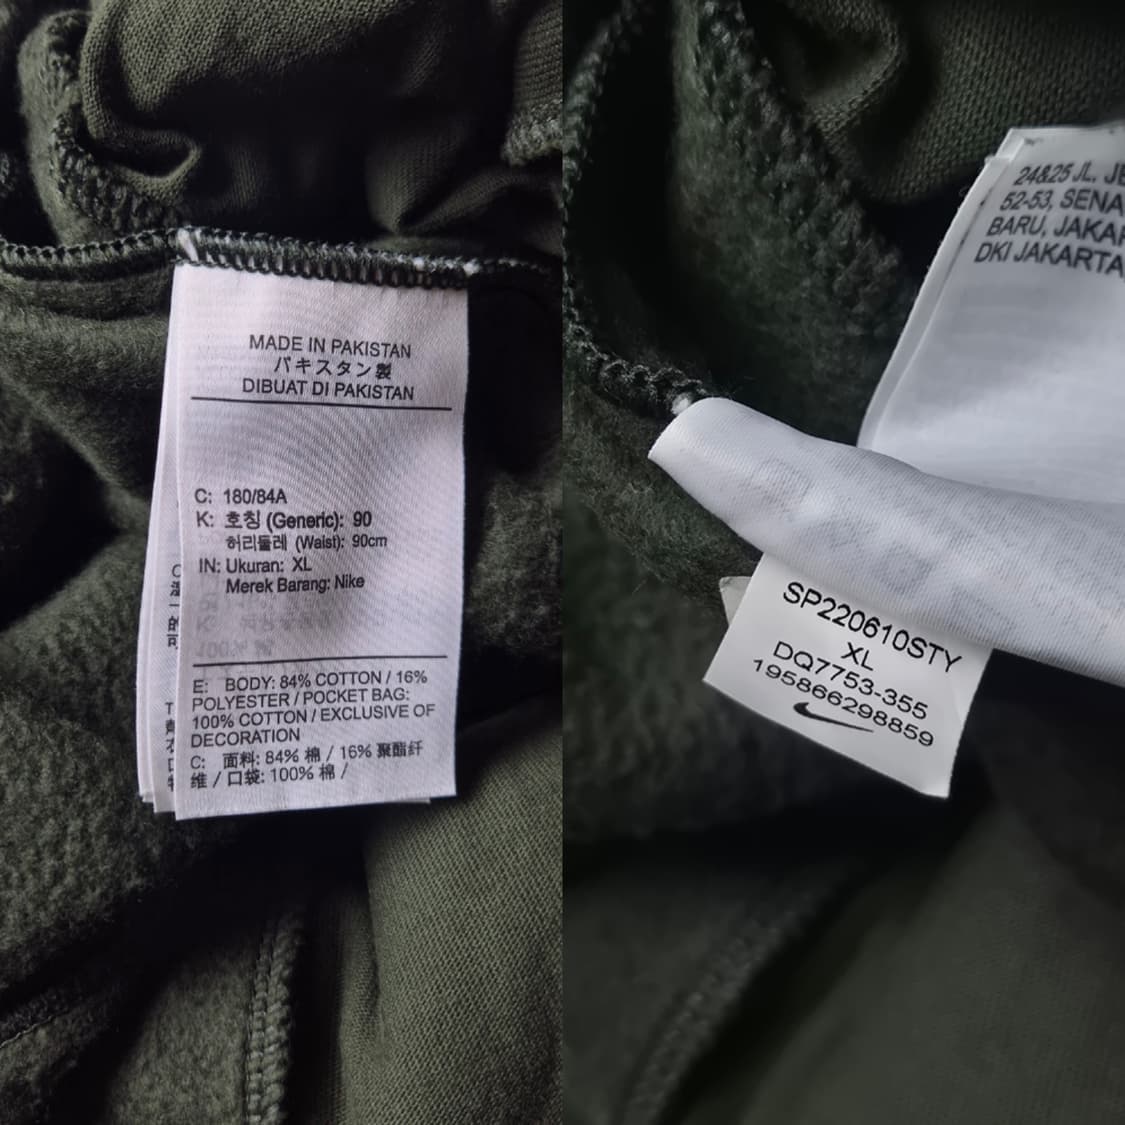 MADE IN PAKISTAN
パキスタン製
DIBUAT DI PAKISTAN
C: 180/84A
K: 호칭 (Generic): 90
허리둘레 (Waist): 90cm
IN: Ukuran: XL
Merek Barang: Nike
E: BODY: 84% COTTON / 16%
POLYESTER / POCKET BAG:
100% COTTON / EXCLUSIVE OF
DECORATION
C: 面料: 84% 棉 / 16% 聚酯纤
维 / 口袋: 100% 棉 /
24&25 JL. JE
52-53, SENA
BARU, JAKAR
DKI JAKARTA
SP220610STY
XL
DQ7753-355
195866298859